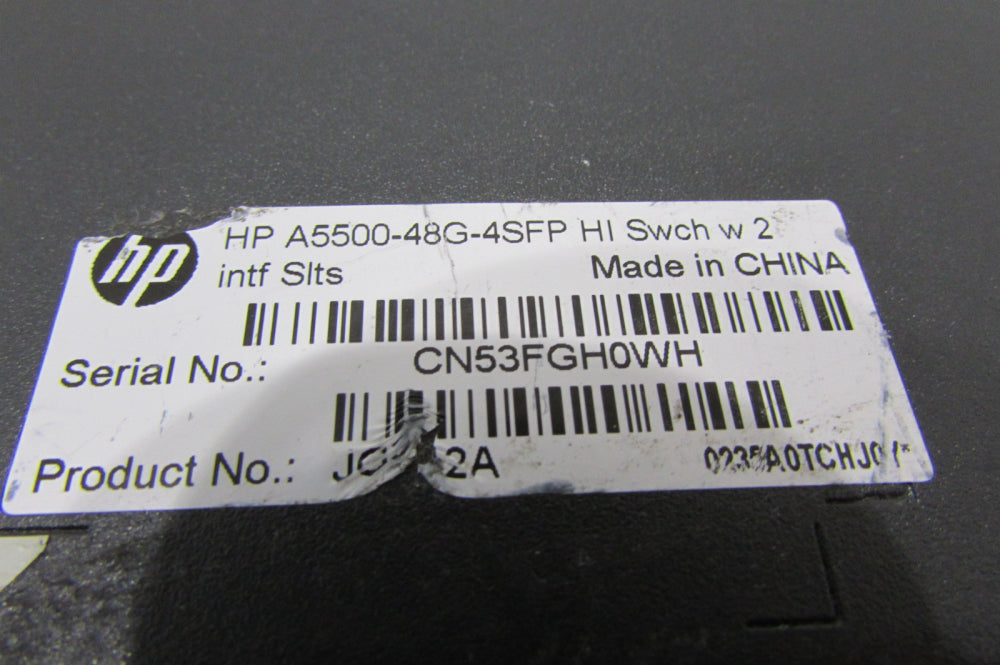 hp
HP A5500-48G-4SFP HI Swch w 2
intf Slts
Made in CHINA
Serial No.: CN53FGH0WH
Product No.: